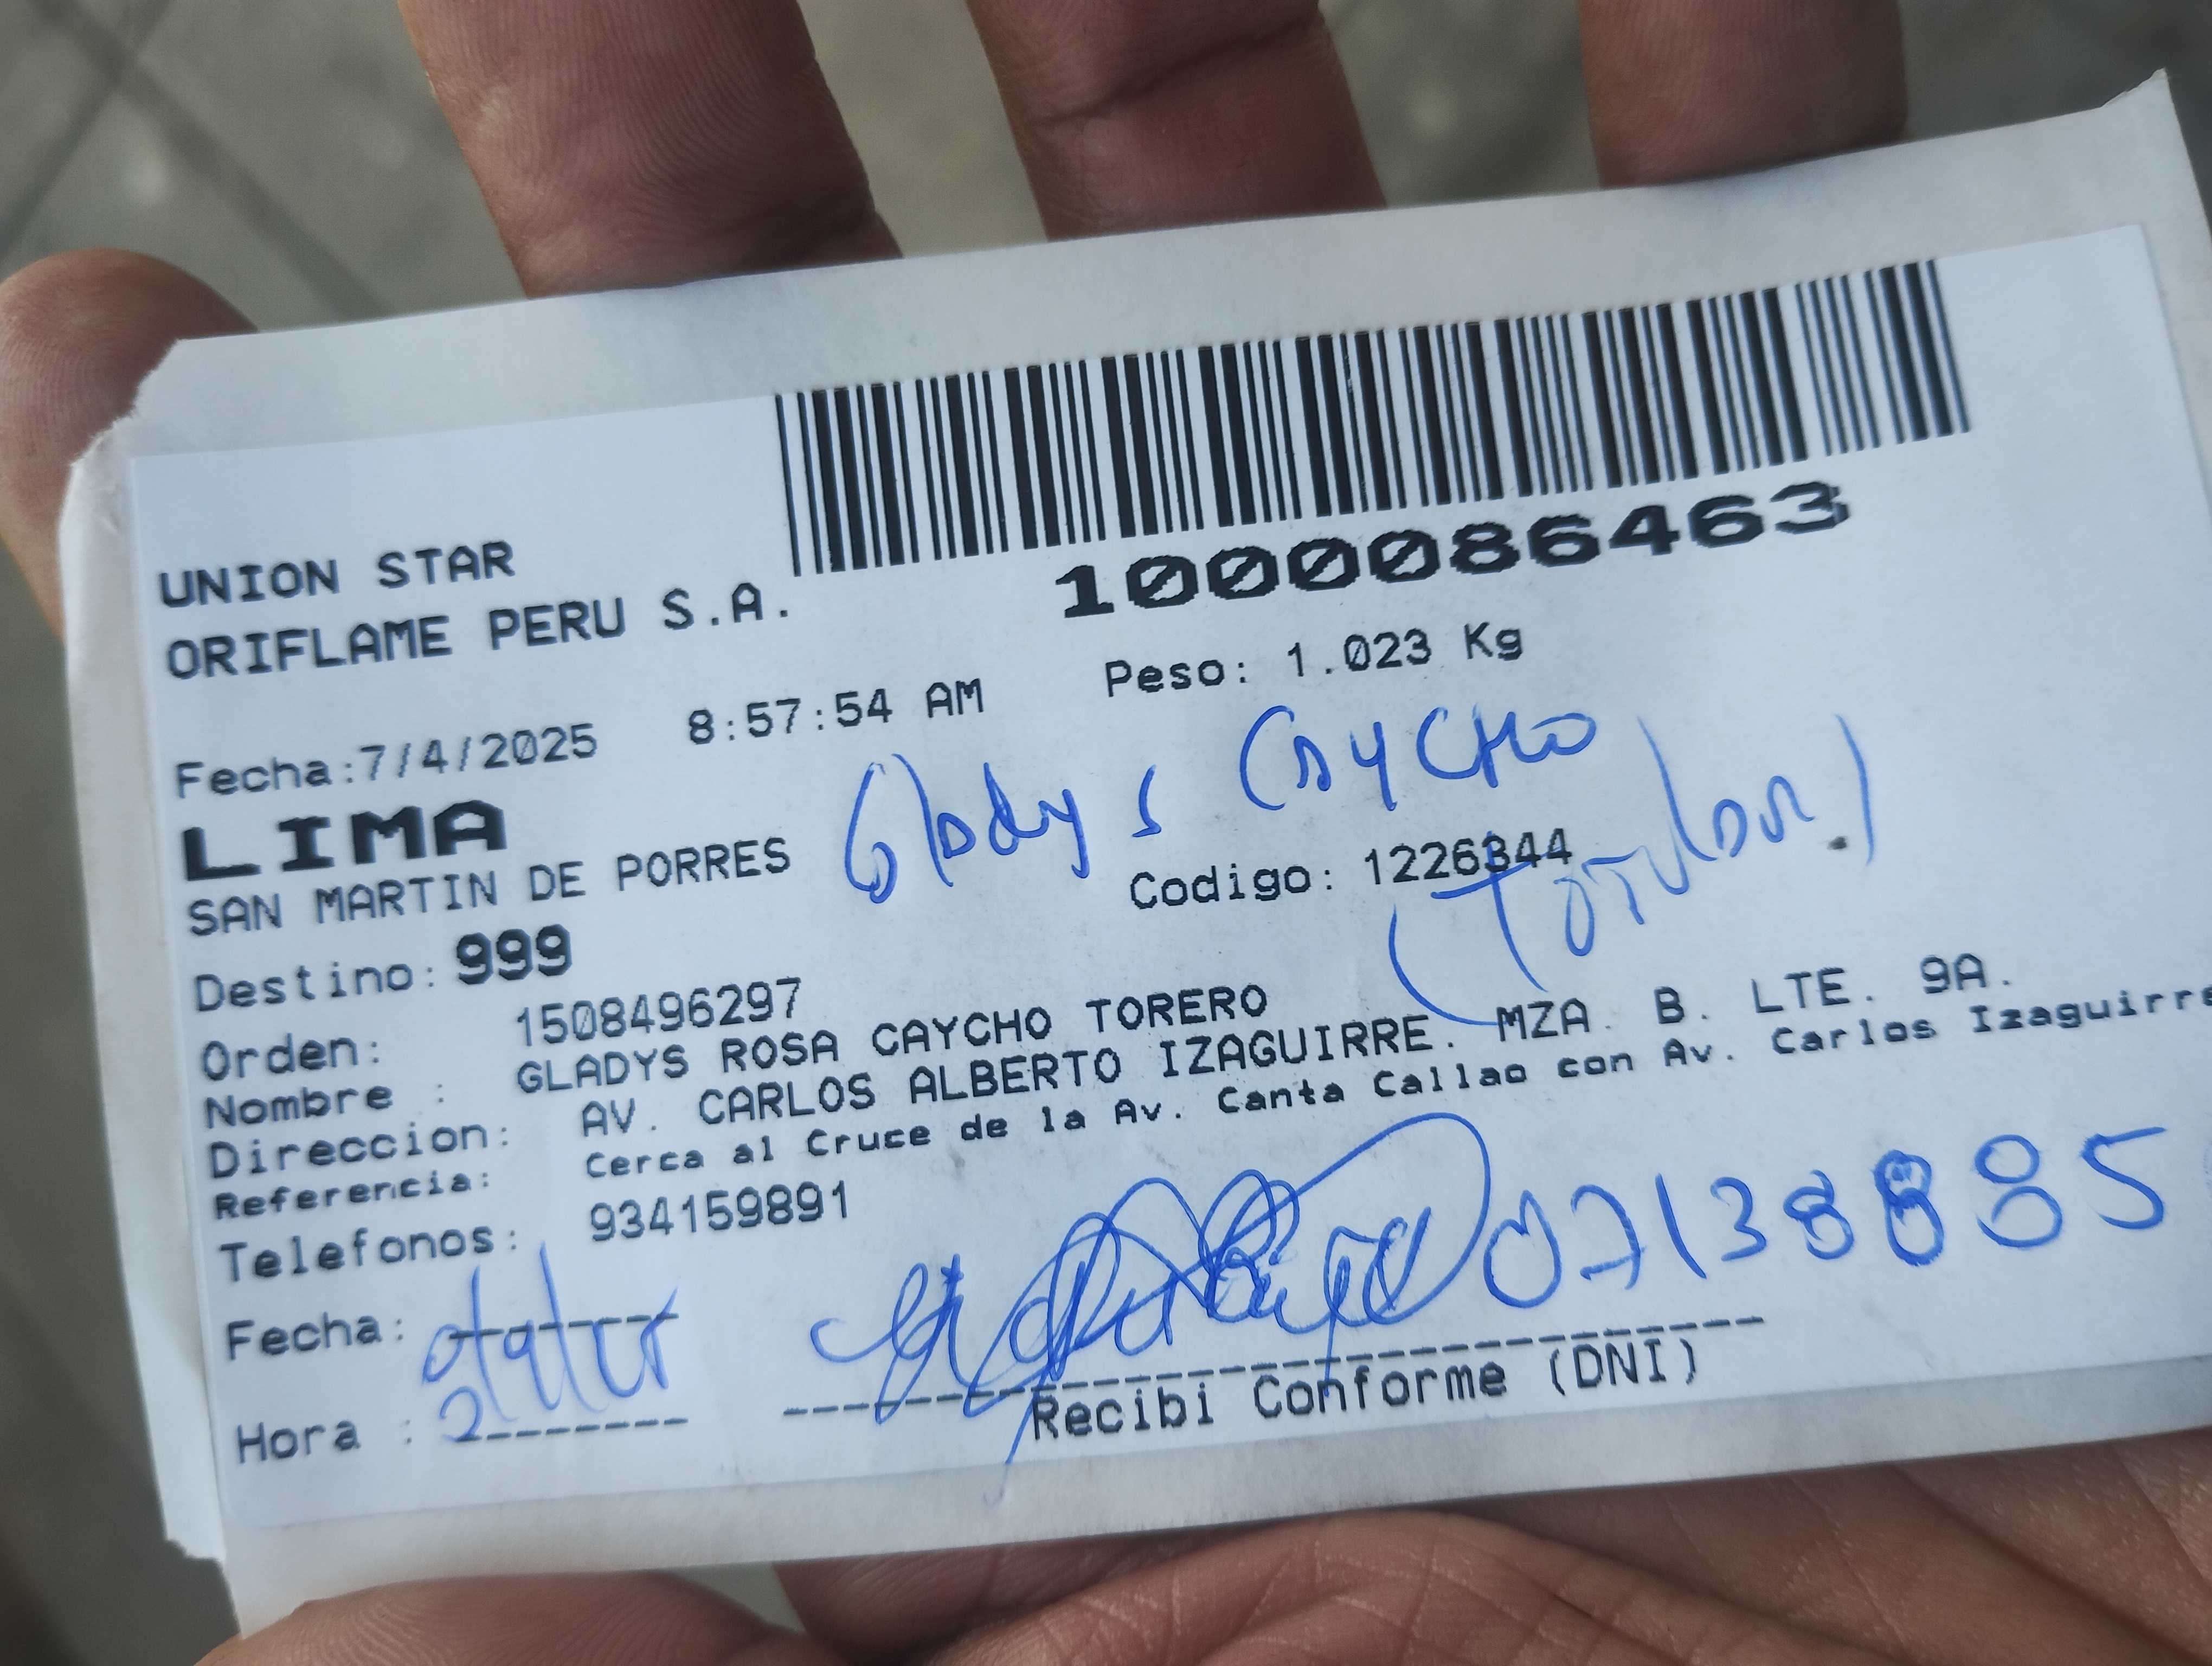 UNION STAR
ORIFLAME PERU S.A.
1000086463
Fecha:7/4/2025 8:57:54 AM Peso: 1.023 Kg
LIMA
Gladys CAYCHO
SAN MARTIN DE PORRES Codigo: 1226344
(Titular.)
Destino: 999
Orden: 1508496297
Nombre : GLADYS ROSA CAYCHO TORERO
Direccion: AV. CARLOS ALBERTO IZAGUIRRE. MZA. B. LTE. 9A.
Referencia: Cerca al Cruce de la Av. Canta Callao con Av. Carlos Izaguirre
Telefonos: 934159891
07138885
Fecha:
Hora :
Recibi Conforme (DNI)